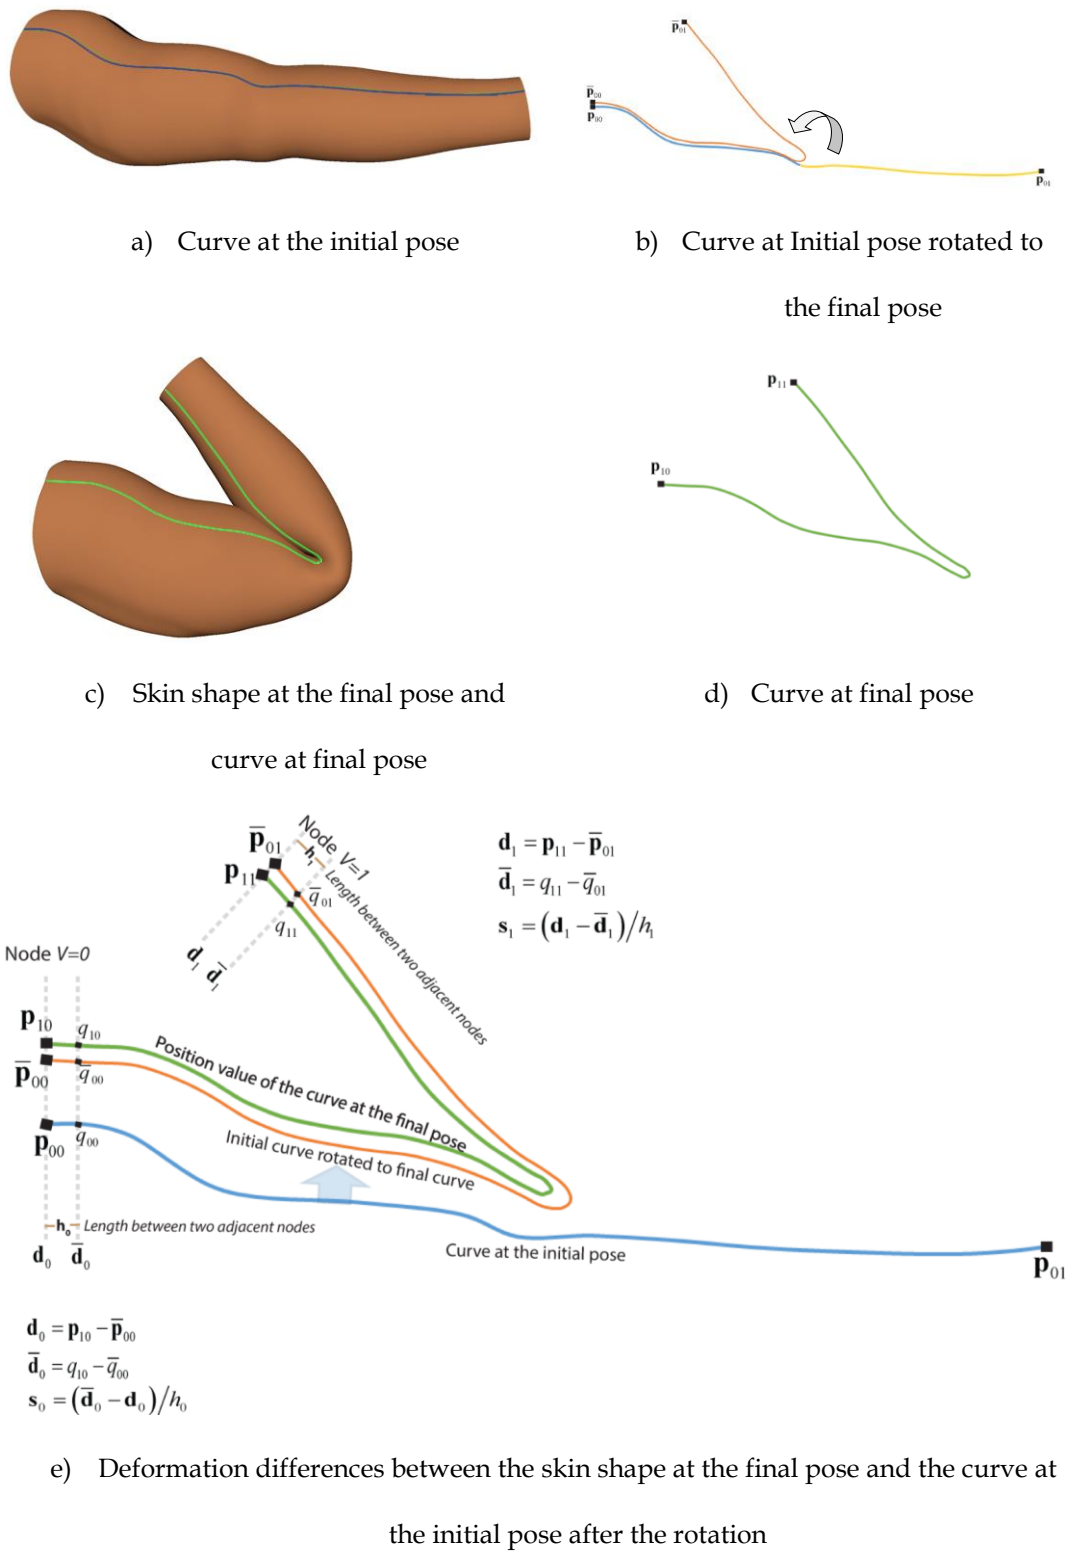 p̄₀₁
p̄₀₀
p₀₀
p₀₁
a) Curve at the initial pose
b) Curve at Initial pose rotated to
the final pose
p₁₁
p₁₀
c) Skin shape at the final pose and
curve at final pose
d) Curve at final pose
p̄₀₁
Node V=1
h₁
Length between two adjacent nodes
p₁₁
q̄₀₁
q₁₁
d₁ d̄₁
d₁ = p₁₁ − p̄₀₁
d̄₁ = q₁₁ − q̄₀₁
s₁ = (d₁ − d̄₁)/h₁
Node V=0
p₁₀ q₁₀
p̄₀₀ q̄₀₀
p₀₀ q₀₀
Position value of the curve at the final pose
Initial curve rotated to final curve
h₀ Length between two adjacent nodes
d₀ d̄₀
Curve at the initial pose
p₀₁
d₀ = p₁₀ − p̄₀₀
d̄₀ = q₁₀ − q̄₀₀
s₀ = (d̄₀ − d₀)/h₀
e) Deformation differences between the skin shape at the final pose and the curve at
the initial pose after the rotation